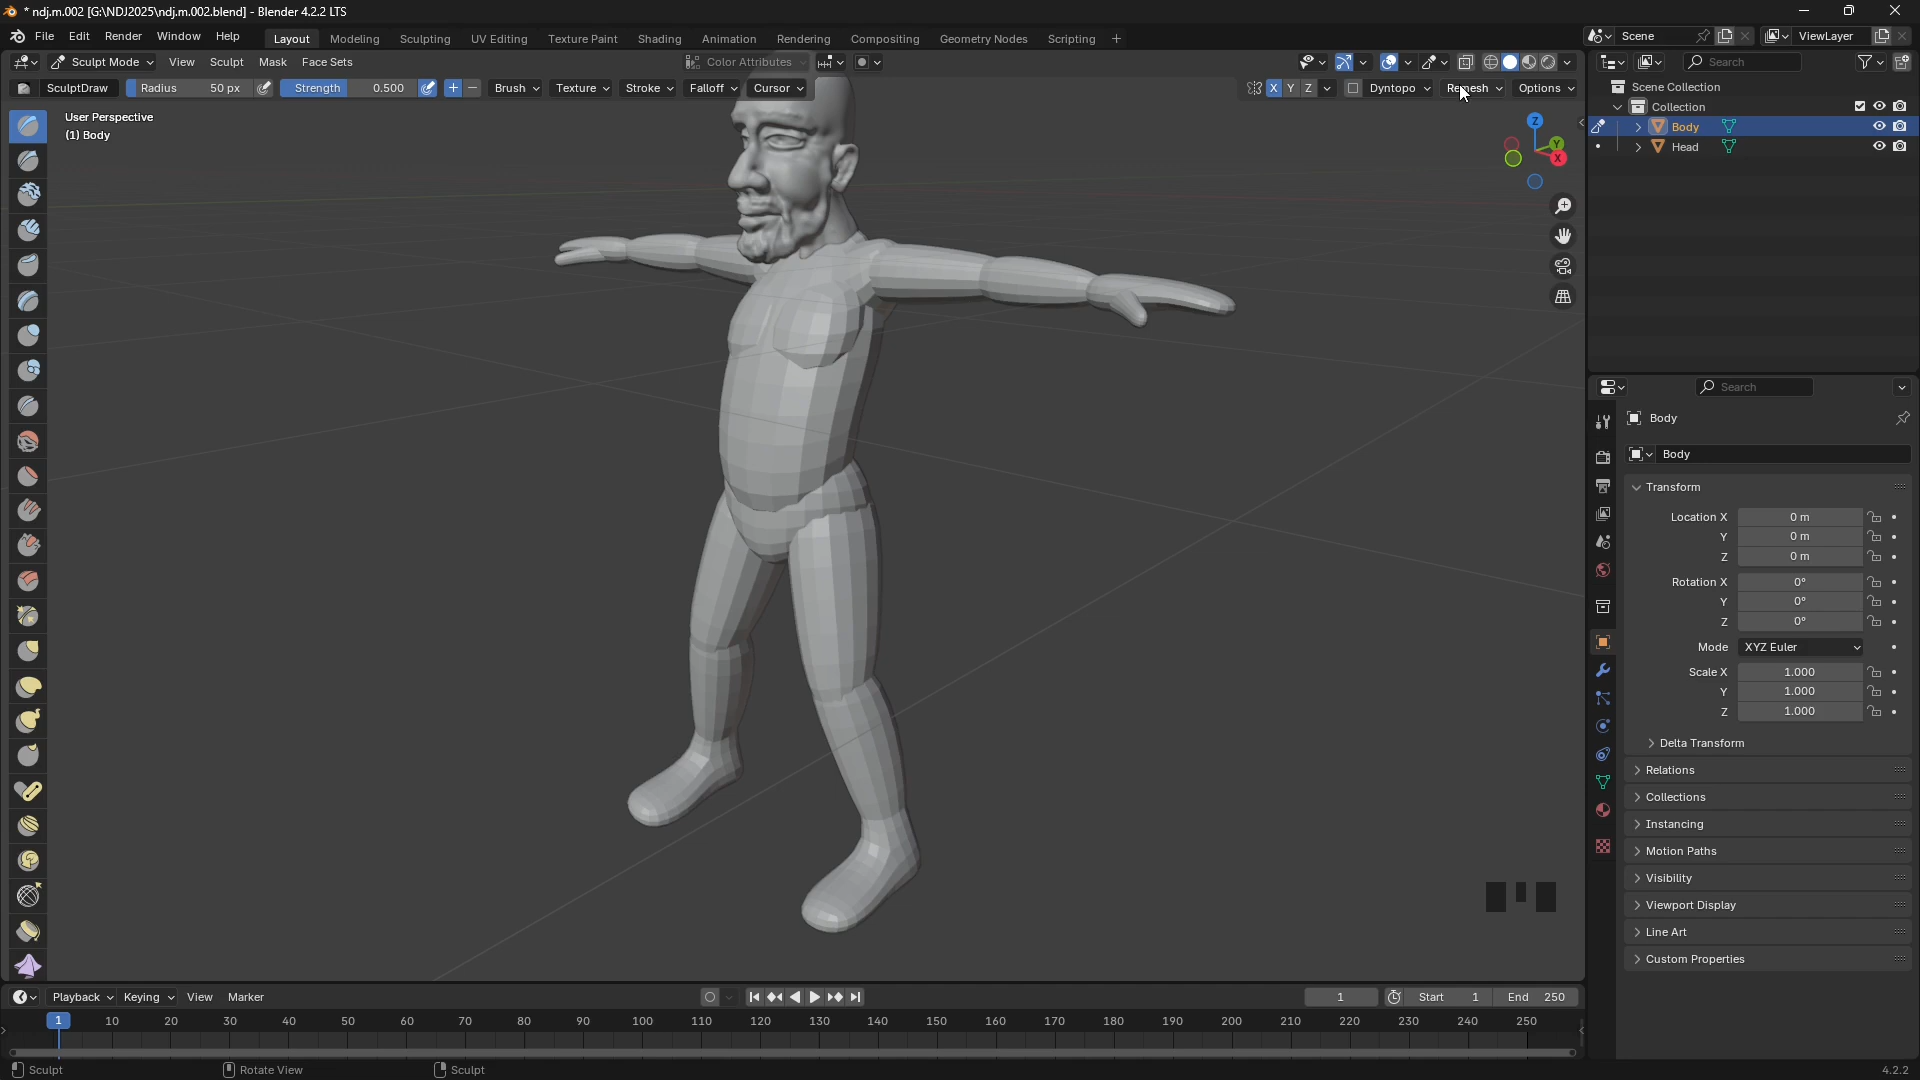 * ndj.m.002 [G:\NDJ2025\ndj.m.002.blend] - Blender 4.2.2 LTS
File Edit Render Window Help Layout Modeling Sculpting UV Editing Texture Paint Shading Animation Rendering Compositing Geometry Nodes Scripting + Scene ViewLayer
Sculpt Mode View Sculpt Mask Face Sets Color Attributes Search
SculptDraw Radius 50 px Strength 0.500 Brush Texture Stroke Falloff Cursor X Y Z Dyntopo Remesh Options
Scene Collection
Collection
Body
Head
User Perspective
(1) Body
Z
Y
X
Search
Body
Body
Transform
Location X 0 m
Y 0 m
Z 0 m
Rotation X 0°
Y 0°
Z 0°
Mode XYZ Euler
Scale X 1.000
Y 1.000
Z 1.000
Delta Transform
Relations
Collections
Instancing
Motion Paths
Visibility
Viewport Display
Line Art
Custom Properties
Playback Keying View Marker 1 Start 1 End 250
1 10 20 30 40 50 60 70 80 90 100 110 120 130 140 150 160 170 180 190 200 210 220 230 240 250
Sculpt Rotate View Sculpt 4.2.2